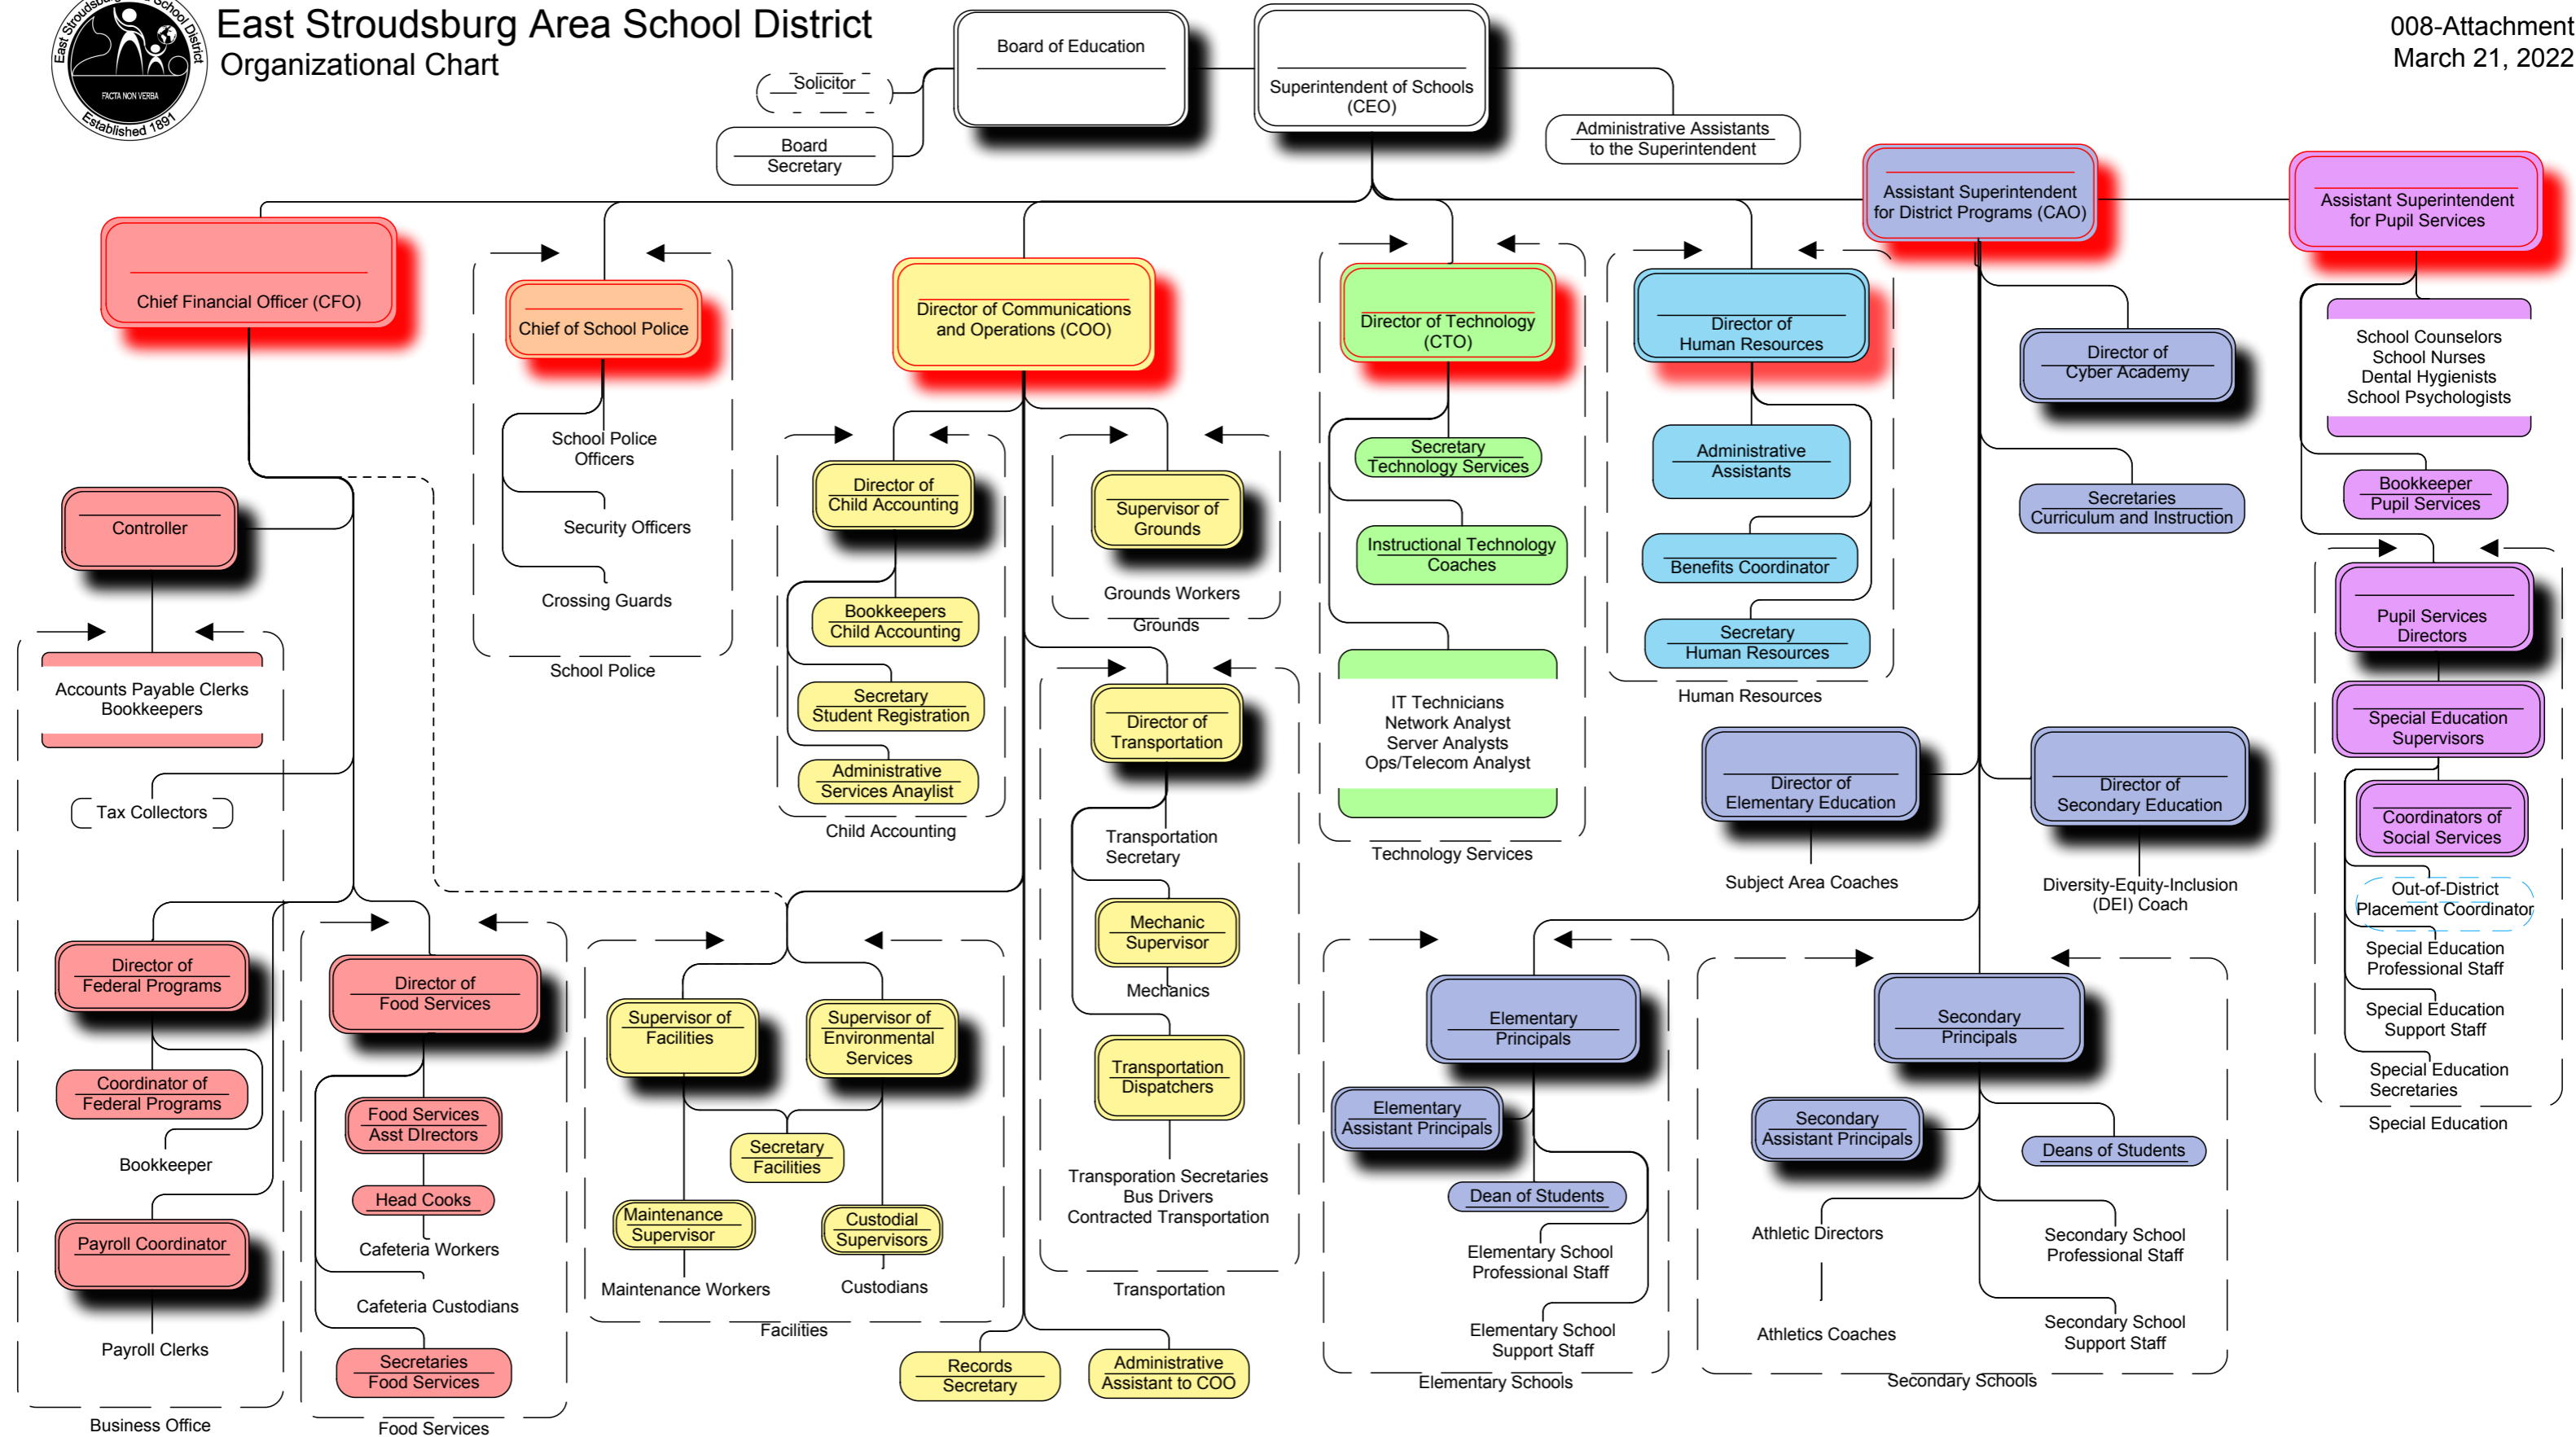 East Stroudsburg Area School District
FACTA NON VERBA
Established 1891
East Stroudsburg Area School District
Organizational Chart
008-Attachment
March 21, 2022
Board of Education
Superintendent of Schools
(CEO)
Solicitor
Board
Secretary
Administrative Assistants
to the Superintendent
Chief Financial Officer (CFO)
Chief of School Police
Director of Communications
and Operations (COO)
Director of Technology
(CTO)
Director of
Human Resources
Assistant Superintendent
for District Programs (CAO)
Assistant Superintendent
for Pupil Services
Controller
Accounts Payable Clerks
Bookkeepers
Tax Collectors
Director of
Federal Programs
Coordinator of
Federal Programs
Bookkeeper
Payroll Coordinator
Payroll Clerks
Business Office
Director of
Food Services
Food Services
Asst DIrectors
Head Cooks
Cafeteria Workers
Cafeteria Custodians
Secretaries
Food Services
Food Services
School Police
Officers
Security Officers
Crossing Guards
School Police
Director of
Child Accounting
Bookkeepers
Child Accounting
Secretary
Student Registration
Administrative
Services Anaylist
Child Accounting
Supervisor of
Grounds
Grounds Workers
Grounds
Director of
Transportation
Transportation
Secretary
Mechanic
Supervisor
Mechanics
Transportation
Dispatchers
Transporation Secretaries
Bus Drivers
Contracted Transportation
Transportation
Supervisor of
Facilities
Supervisor of
Environmental
Services
Secretary
Facilities
Maintenance
Supervisor
Custodial
Supervisors
Maintenance Workers
Custodians
Facilities
Records
Secretary
Administrative
Assistant to COO
Secretary
Technology Services
Instructional Technology
Coaches
IT Technicians
Network Analyst
Server Analysts
Ops/Telecom Analyst
Technology Services
Administrative
Assistants
Benefits Coordinator
Secretary
Human Resources
Human Resources
Director of
Cyber Academy
Secretaries
Curriculum and Instruction
Director of
Elementary Education
Subject Area Coaches
Director of
Secondary Education
Diversity-Equity-Inclusion
(DEI) Coach
Elementary
Principals
Elementary
Assistant Principals
Dean of Students
Elementary School
Professional Staff
Elementary School
Support Staff
Elementary Schools
Secondary
Principals
Secondary
Assistant Principals
Deans of Students
Athletic Directors
Athletics Coaches
Secondary School
Professional Staff
Secondary School
Support Staff
Secondary Schools
School Counselors
School Nurses
Dental Hygienists
School Psychologists
Bookkeeper
Pupil Services
Pupil Services
Directors
Special Education
Supervisors
Coordinators of
Social Services
Out-of-District
Placement Coordinator
Special Education
Professional Staff
Special Education
Support Staff
Special Education
Secretaries
Special Education